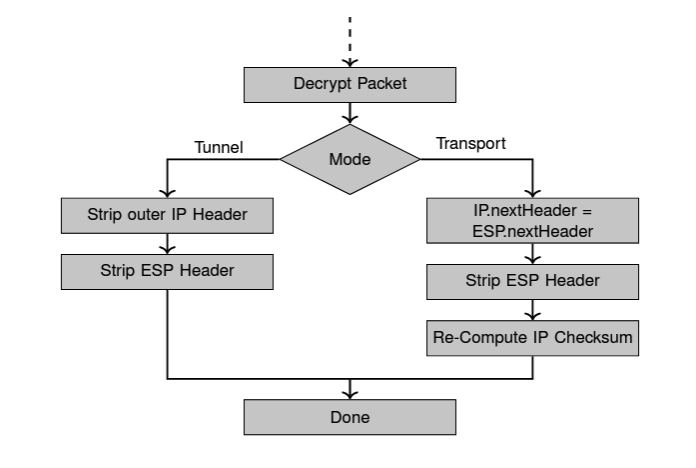 Decrypt Packet
Tunnel
Mode
Transport
Strip outer IP Header
Strip ESP Header
IP.nextHeader =
ESP.nextHeader
Strip ESP Header
Re-Compute IP Checksum
Done